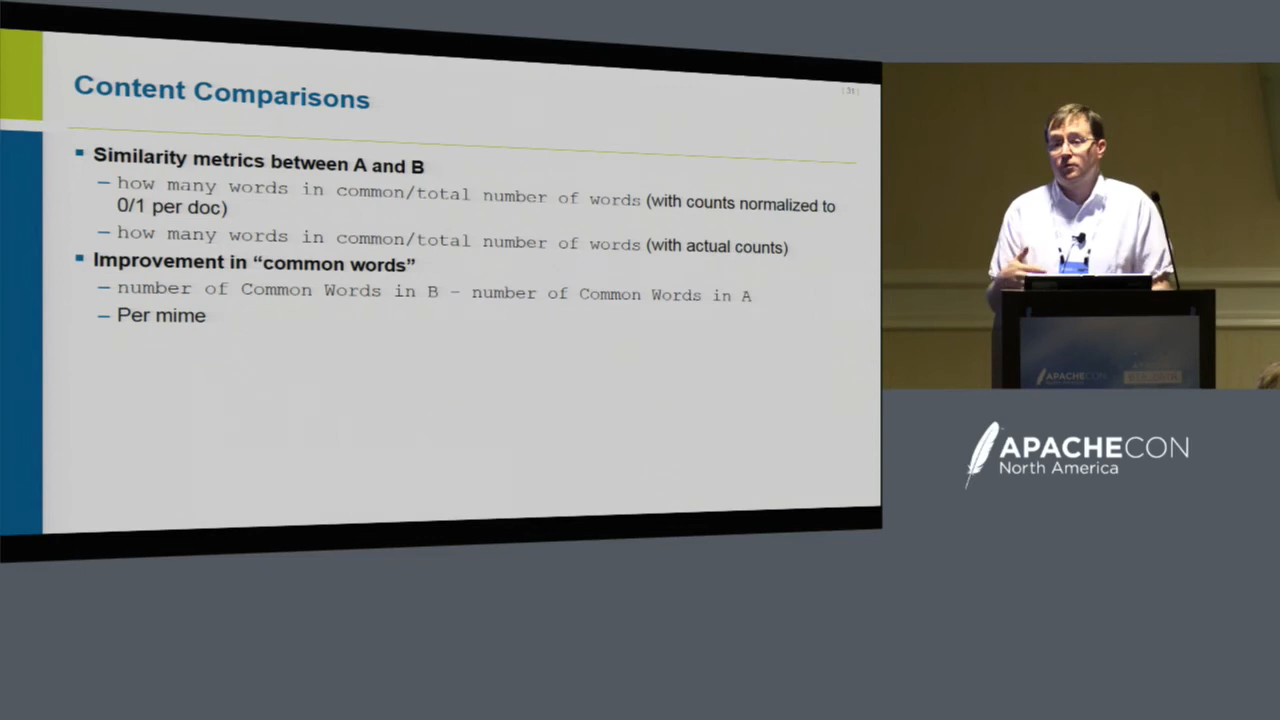 Content Comparisons
[ 31 ]
▪ Similarity metrics between A and B
– how many words in common/total number of words (with counts normalized to
0/1 per doc)
– how many words in common/total number of words (with actual counts)
▪ Improvement in “common words”
– number of Common Words in B – number of Common Words in A
– Per mime
APACHECON
APACHECON
North America